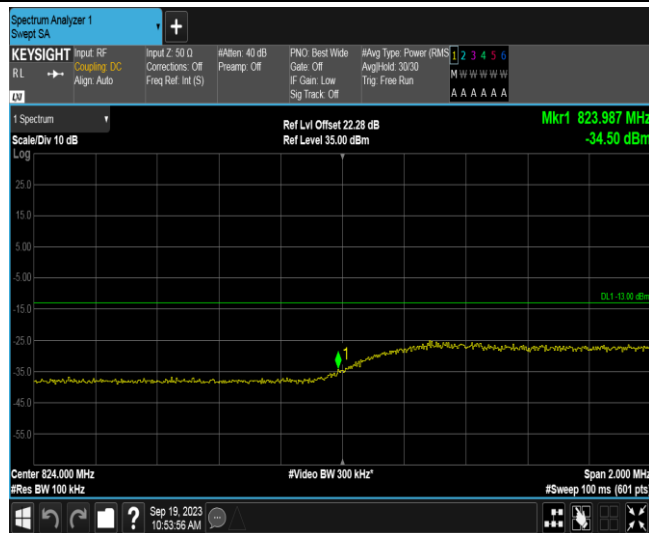 Spectrum Analyzer 1
Swept SA
KEYSIGHT Input: RF Input Z: 50 Ω #Atten: 40 dB PNO: Best Wide #Avg Type: Power (RMS 1 2 3 4 5 6
R L Coupling: DC Corrections: Off Preamp: Off Gate: Off Avg|Hold: 30/30 M W W W W W
Align: Auto Freq Ref: Int (S) IF Gain: Low Trig: Free Run
Sig Track: Off A A A A A A
1 Spectrum Ref Lvl Offset 22.28 dB Mkr1 823.987 MHz
Scale/Div 10 dB Ref Level 35.00 dBm -34.50 dBm
Log
25.0
15.0
5.00
-5.00
DL1 -13.00 dBm
-15.0
-25.0
1
-35.0
-45.0
-55.0
Center 824.000 MHz #Video BW 300 kHz* Span 2.000 MHz
#Res BW 100 kHz #Sweep 100 ms (601 pts)
? Sep 19, 2023
10:53:56 AM